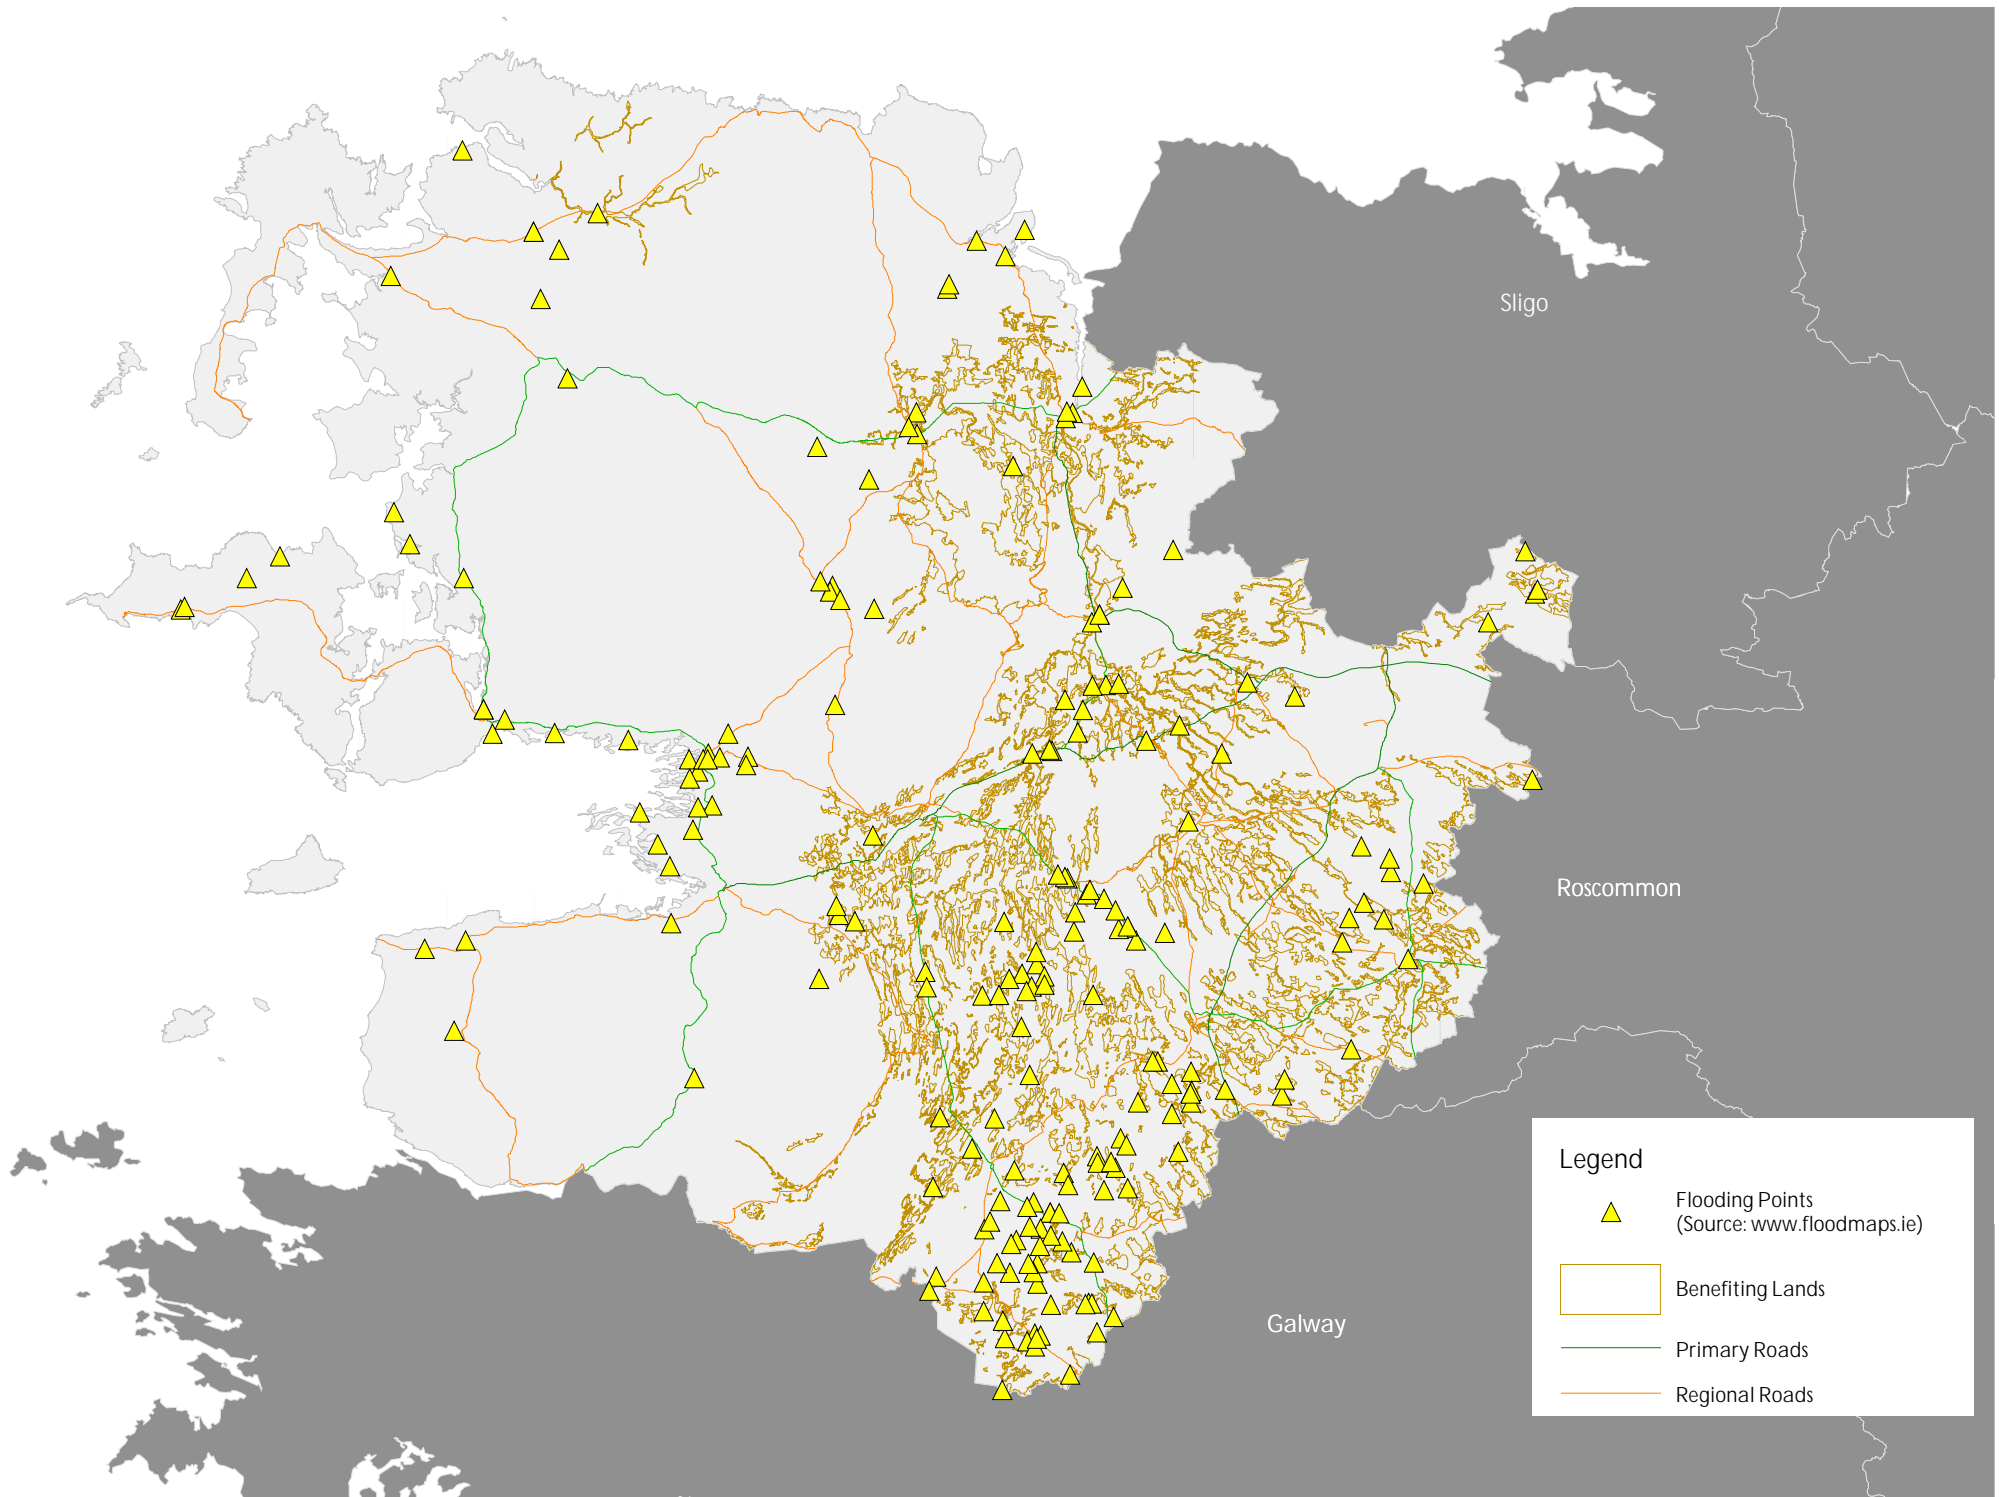 Sligo
Roscommon
Galway
Legend
Flooding Points
(Source: www.floodmaps.ie)
Benefiting Lands
Primary Roads
Regional Roads